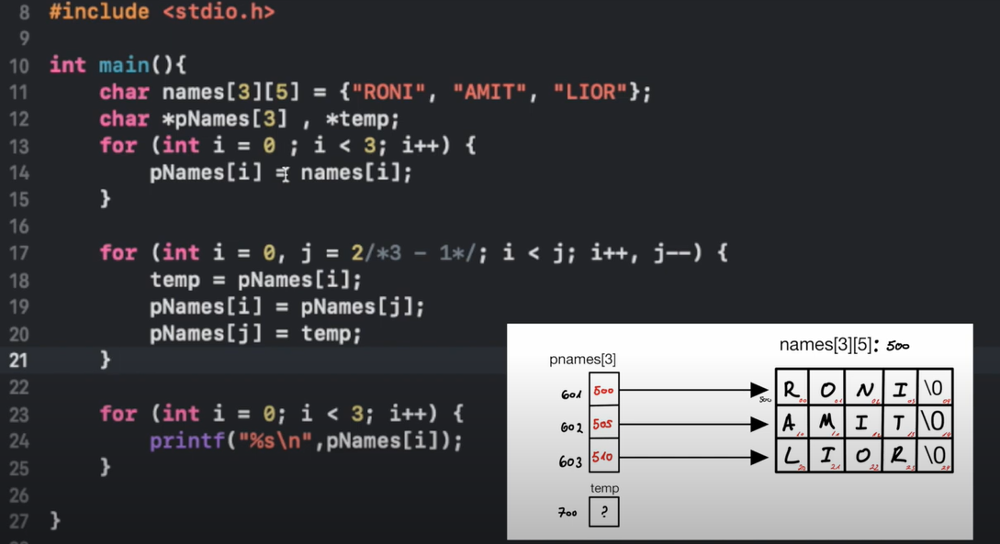 8 #include <stdio.h>
9
10 int main(){
11 char names[3][5] = {"RONI", "AMIT", "LIOR"};
12 char *pNames[3] , *temp;
13 for (int i = 0 ; i < 3; i++) {
14 pNames[i] = names[i];
15 }
16
17 for (int i = 0, j = 2/*3 - 1*/; i < j; i++, j--) {
18 temp = pNames[i];
19 pNames[i] = pNames[j];
20 pNames[j] = temp;
21 }
22
23 for (int i = 0; i < 3; i++) {
24 printf("%s\n",pNames[i]);
25 }
26
27 }
names[3][5]: 500
pnames[3]
601 500 500 R O N I \0
602 505 A M I T \0
603 510 L I O R \0
temp
700 ?